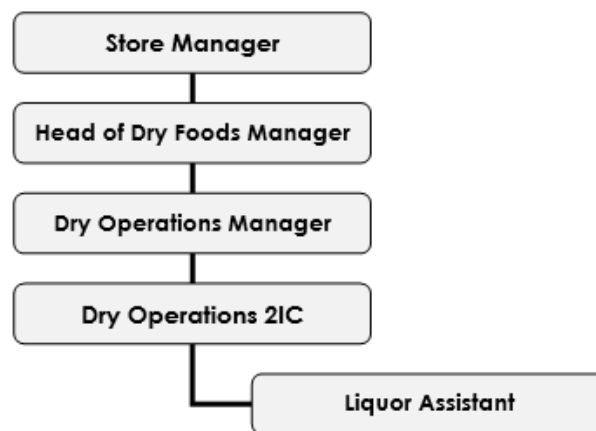 Store Manager
Head of Dry Foods Manager
Dry Operations Manager
Dry Operations 2IC
Liquor Assistant